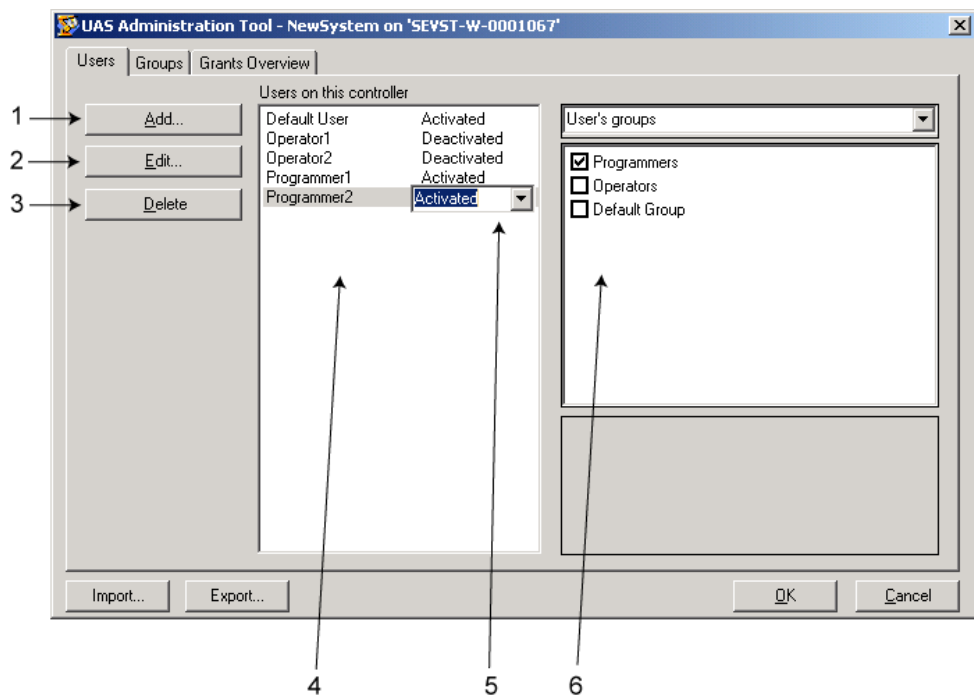 UAS Administration Tool - NewSystem on 'SEVST-W-0001067'
Users Groups Grants Overview
Users on this controller
1 Add...
2 Edit...
3 Delete
Default User Activated
Operator1 Deactivated
Operator2 Deactivated
Programmer1 Activated
Programmer2 Activated
User's groups
Programmers
Operators
Default Group
Import... Export... OK Cancel
4 5 6